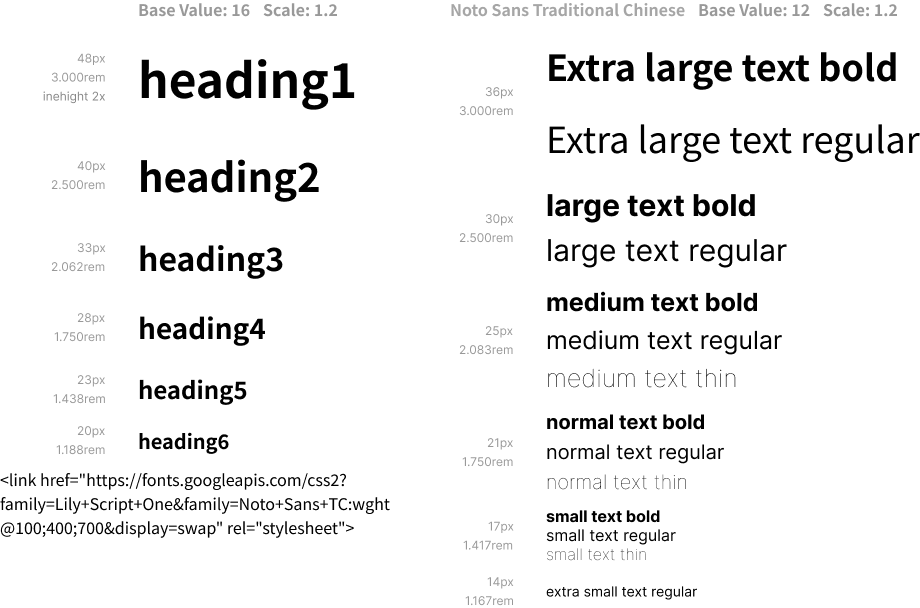 Base Value: 16 Scale: 1.2
48px
3.000rem
inehight 2x
heading1
40px
2.500rem
heading2
33px
2.062rem
heading3
28px
1.750rem
heading4
23px
1.438rem
heading5
20px
1.188rem
heading6
<link href="https://fonts.googleapis.com/css2?
family=Lily+Script+One&family=Noto+Sans+TC:wght
@100;400;700&display=swap" rel="stylesheet">
Noto Sans Traditional Chinese Base Value: 12 Scale: 1.2
36px
3.000rem
Extra large text bold
Extra large text regular
30px
2.500rem
large text bold
large text regular
25px
2.083rem
medium text bold
medium text regular
medium text thin
21px
1.750rem
normal text bold
normal text regular
normal text thin
17px
1.417rem
small text bold
small text regular
small text thin
14px
1.167rem
extra small text regular